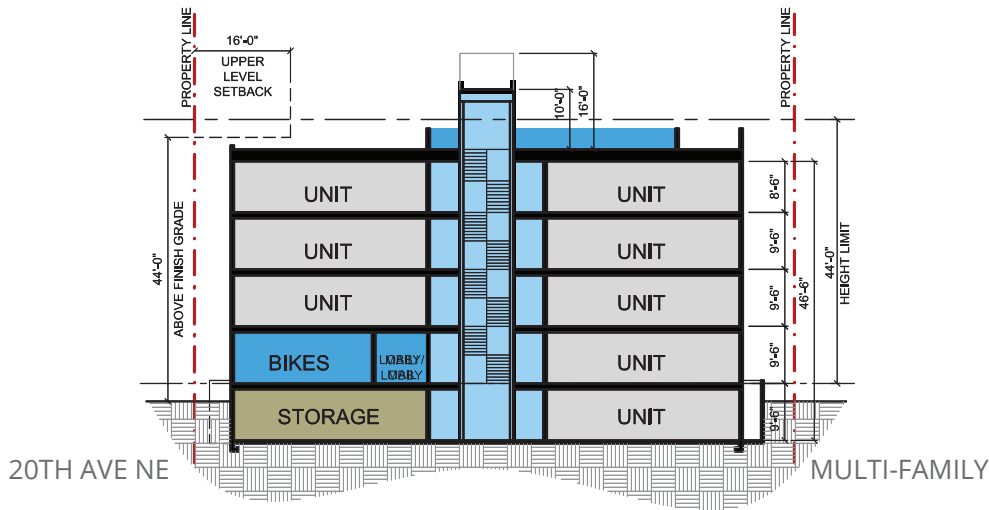 PROPERTY LINE
16'-0"
UPPER
LEVEL
SETBACK
10'-0"
16'-0"
PROPERTY LINE
UNIT
UNIT
8'-6"
UNIT
UNIT
9'-6"
44'-0"
ABOVE FINISH GRADE
UNIT
UNIT
9'-6"
46'-6"
44'-0"
HEIGHT LIMIT
BIKES
LOBBY/
UNIT
9'-6"
STORAGE
UNIT
9'-6"
20TH AVE NE
MULTI-FAMILY